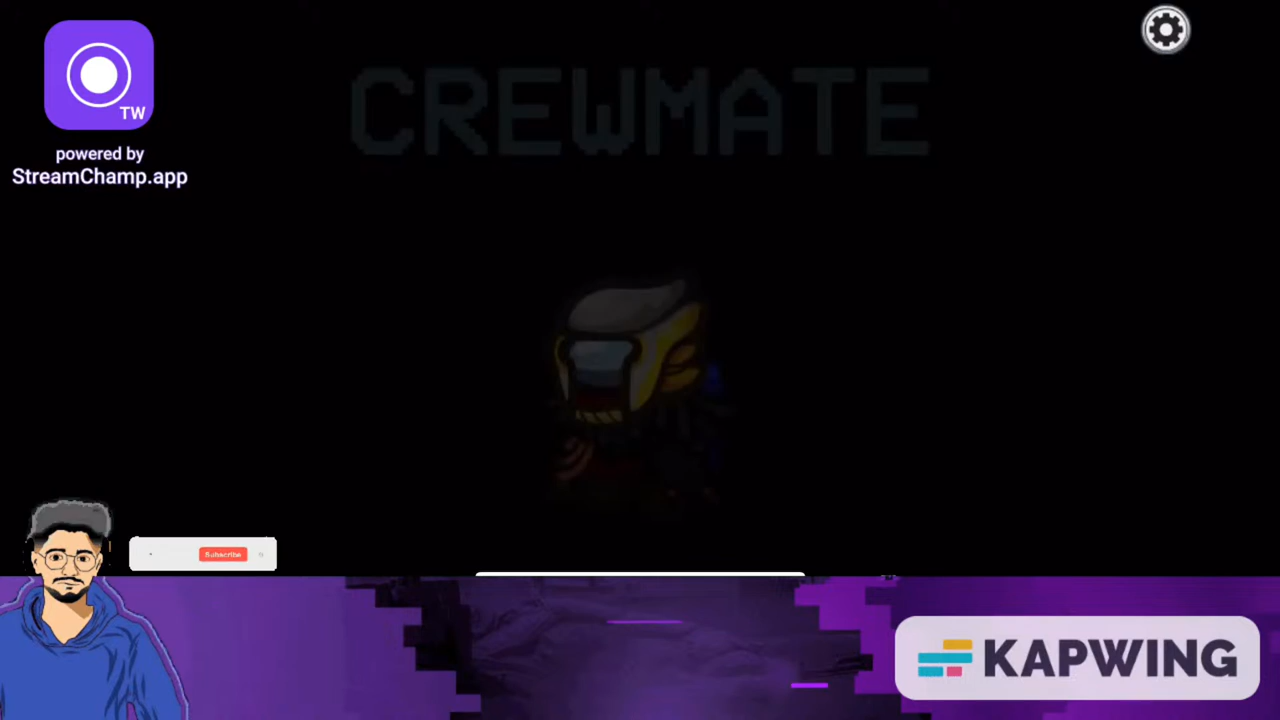 CREWMATE
TW
powered by
StreamChamp.app
Subscribe
KAPWING